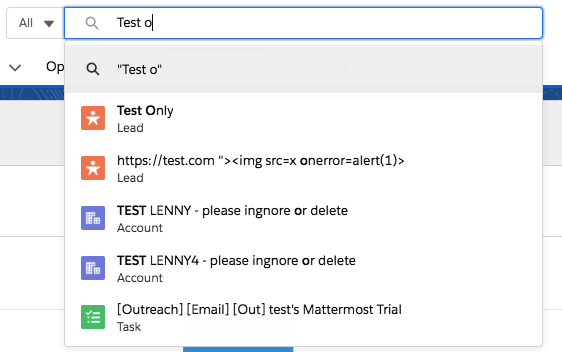 All
Test o
Op
"Test o"
Test Only
Lead
https://test.com "><img src=x onerror=alert(1)>
Lead
TEST LENNY - please ingnore or delete
Account
TEST LENNY4 - please ingnore or delete
Account
[Outreach] [Email] [Out] test's Mattermost Trial
Task